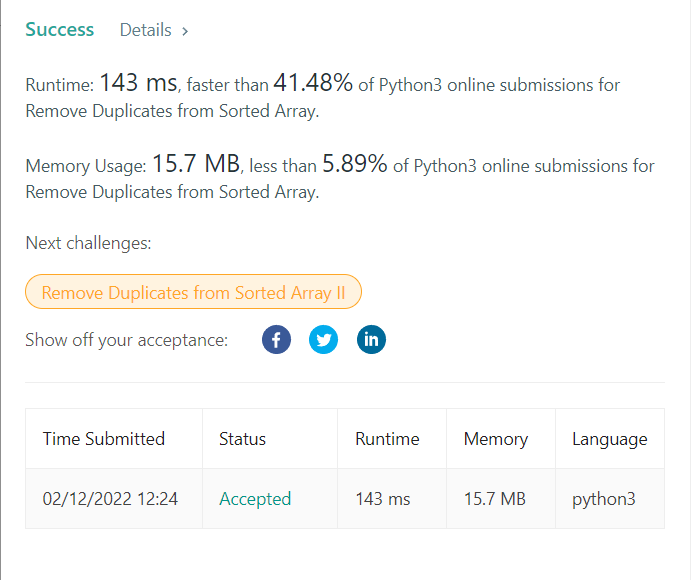 Success Details >
Runtime: 143 ms, faster than 41.48% of Python3 online submissions for
Remove Duplicates from Sorted Array.
Memory Usage: 15.7 MB, less than 5.89% of Python3 online submissions for
Remove Duplicates from Sorted Array.
Next challenges:
Remove Duplicates from Sorted Array II
Show off your acceptance: f in
Time Submitted Status Runtime Memory Language
02/12/2022 12:24 Accepted 143 ms 15.7 MB python3